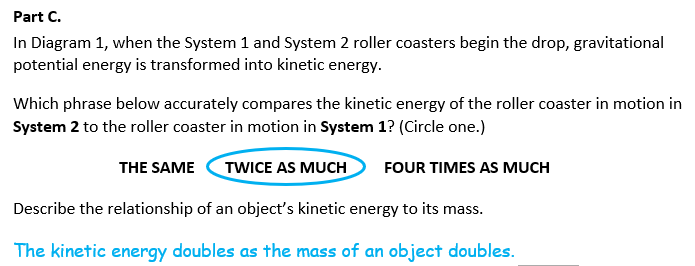 Part C.
In Diagram 1, when the System 1 and System 2 roller coasters begin the drop, gravitational
potential energy is transformed into kinetic energy.
Which phrase below accurately compares the kinetic energy of the roller coaster in motion in
System 2 to the roller coaster in motion in System 1? (Circle one.)
THE SAME TWICE AS MUCH FOUR TIMES AS MUCH
Describe the relationship of an object’s kinetic energy to its mass.
The kinetic energy doubles as the mass of an object doubles.